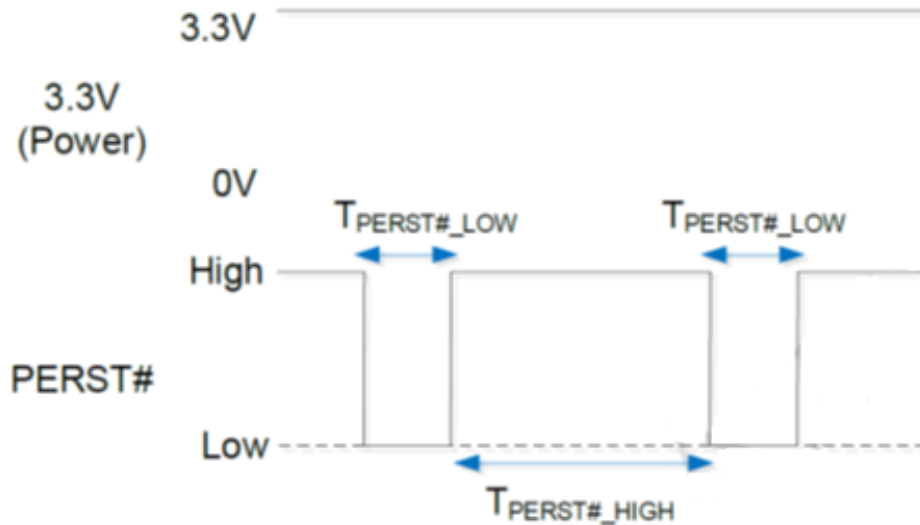 3.3V
3.3V
(Power)
0V
TPERST#_LOW TPERST#_LOW
High
PERST#
Low
TPERST#_HIGH